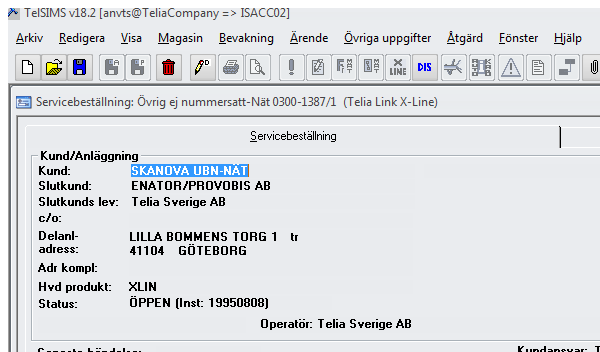 TelSIMS v18.2 [anvts@TeliaCompany => ISACC02]
Arkiv Redigera Visa Magasin Bevakning Ärende Övriga uppgifter Åtgärd Fönster Hjälp
X LINE DIS
Servicebeställning: Övrig ej nummersatt-Nät 0300-1387/1 (Telia Link X-Line)
Servicebeställning
Kund/Anläggning
Kund: SKANOVA UBN-NÄT
Slutkund: ENATOR/PROVOBIS AB
Slutkunds lev: Telia Sverige AB
c/o:
Delanl- LILLA BOMMENS TORG 1 tr
adress: 41104 GÖTEBORG
Adr kompl:
Hvd produkt: XLIN
Status: ÖPPEN (Inst: 19950808)
Operatör: Telia Sverige AB
Kundansvar: T